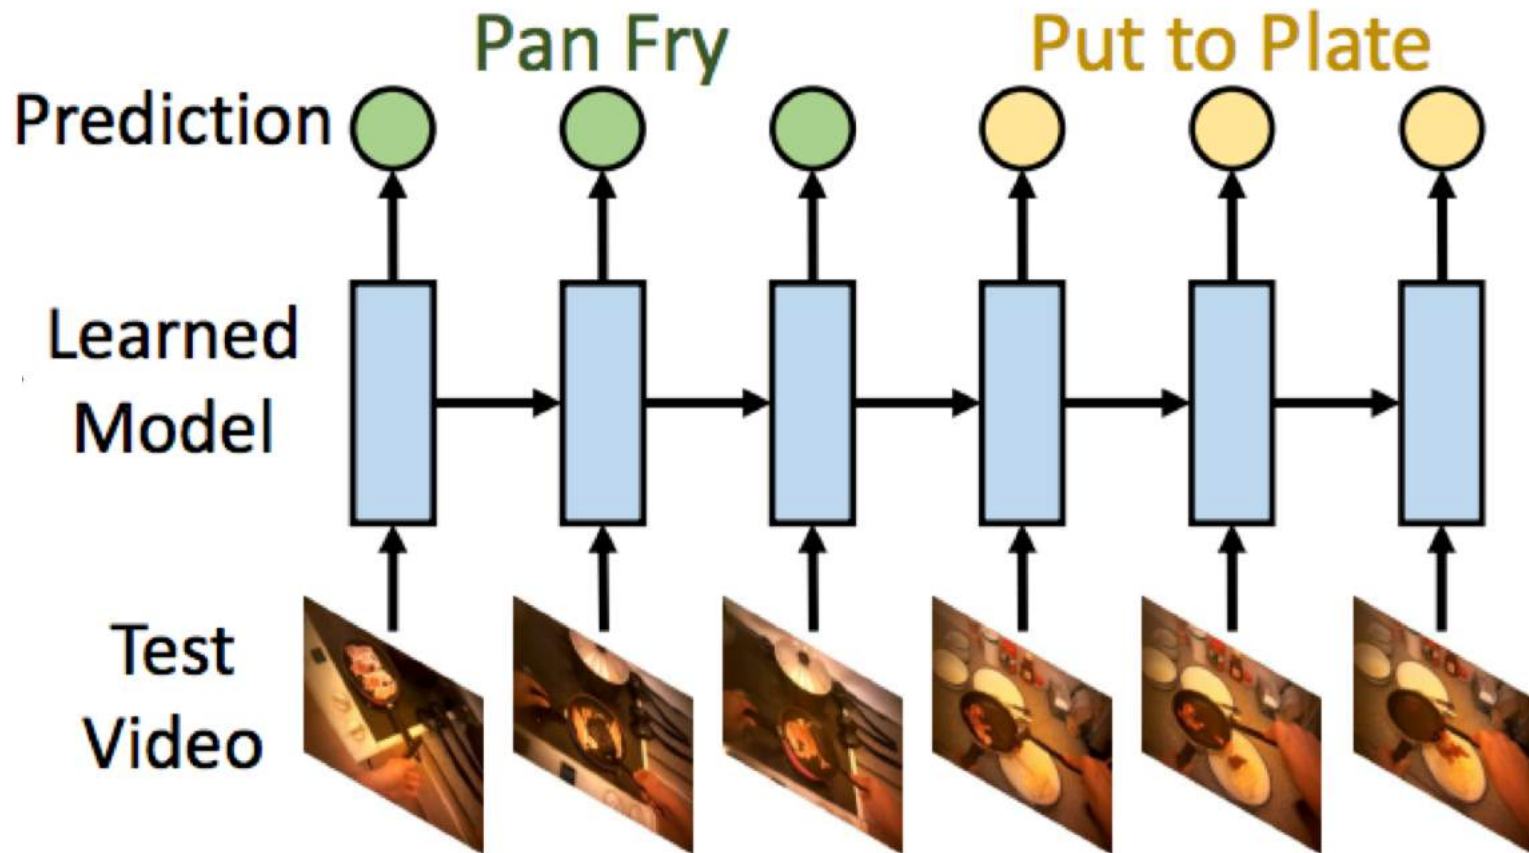 Pan Fry
Put to Plate
Prediction
Learned
Model
Test
Video